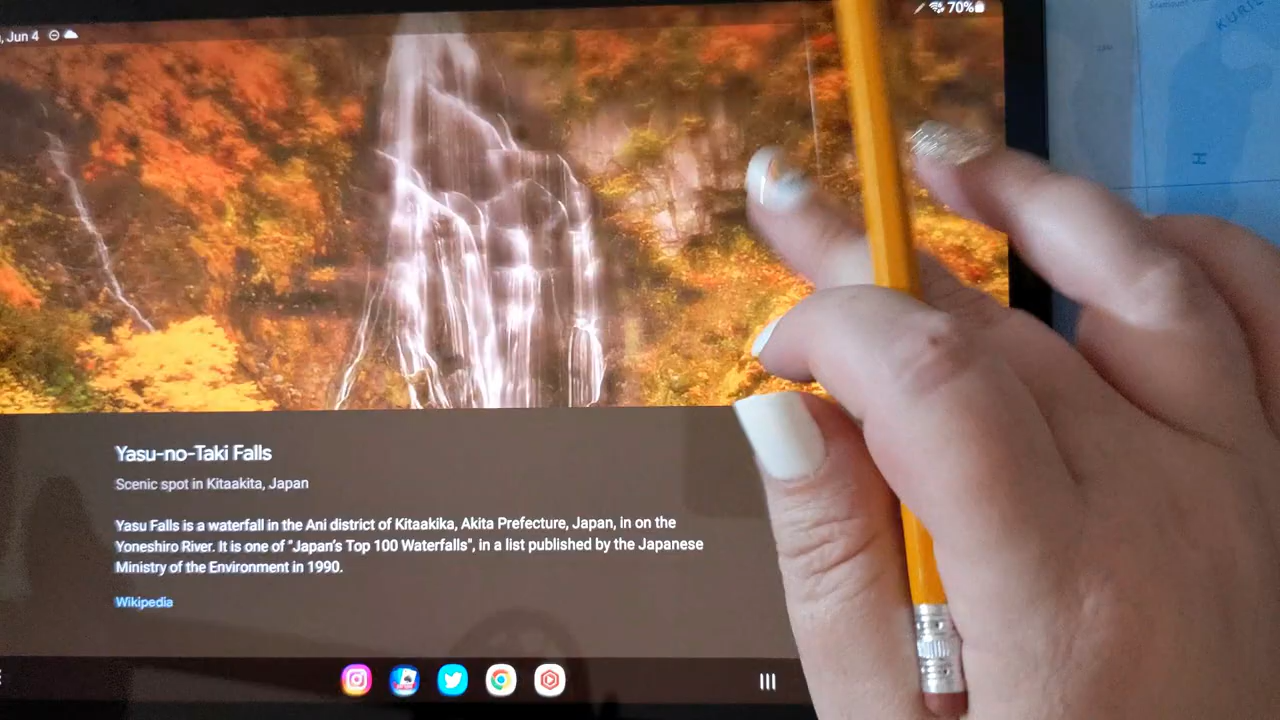 , Jun 4
70%
KURIL
H
Yasu-no-Taki Falls
Scenic spot in Kitaakita, Japan
Yasu Falls is a waterfall in the Ani district of Kitaakika, Akita Prefecture, Japan, in on the
Yoneshiro River. It is one of "Japan's Top 100 Waterfalls", in a list published by the Japanese
Ministry of the Environment in 1990.
Wikipedia